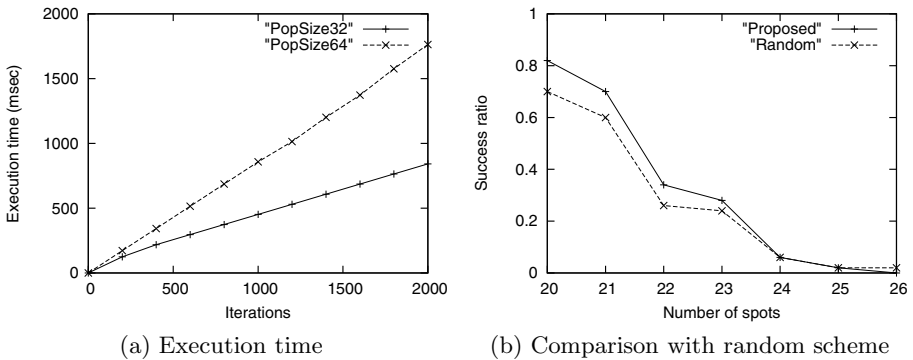 2000
1500
1000
500
0
Execution time (msec)
"PopSize32"
"PopSize64"
0 500 1000 1500 2000
Iterations
(a) Execution time
1
0.8
0.6
0.4
0.2
0
Success ratio
"Proposed"
"Random"
20 21 22 23 24 25 26
Number of spots
(b) Comparison with random scheme